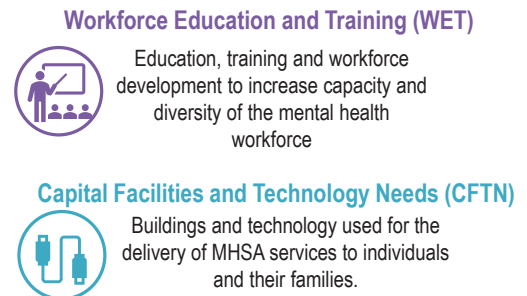 Workforce Education and Training (WET)
Education, training and workforce
development to increase capacity and
diversity of the mental health
workforce
Capital Facilities and Technology Needs (CFTN)
Buildings and technology used for the
delivery of MHSA services to individuals
and their families.